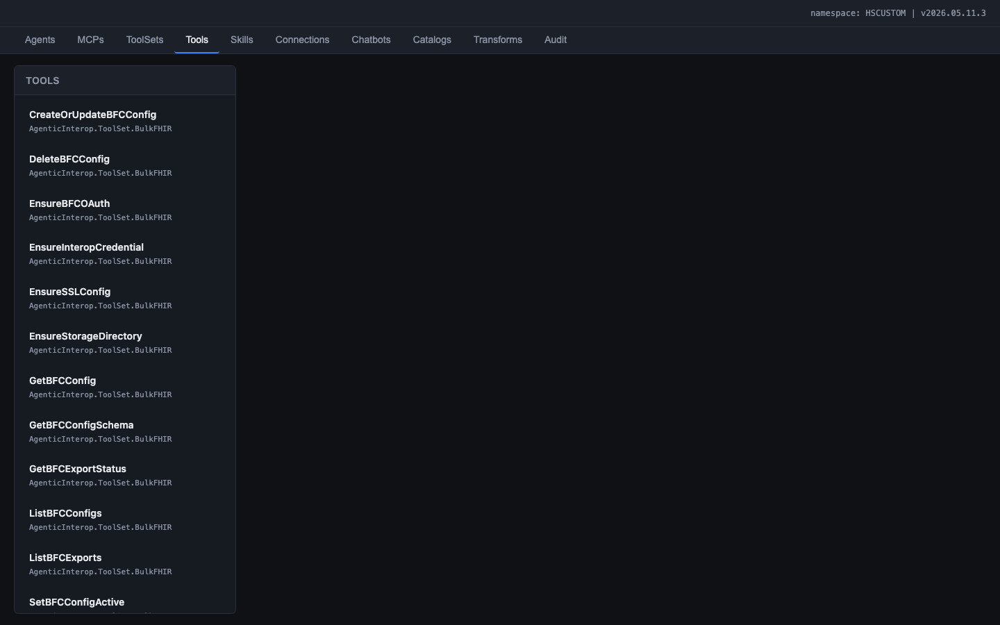 namespace: HSCUSTOM | v2026.05.11.3
Agents MCPs ToolSets Tools Skills Connections Chatbots Catalogs Transforms Audit
TOOLS
CreateOrUpdateBFCConfig
AgenticInterop.ToolSet.BulkFHIR
DeleteBFCConfig
AgenticInterop.ToolSet.BulkFHIR
EnsureBFCOAuth
AgenticInterop.ToolSet.BulkFHIR
EnsureInteropCredential
AgenticInterop.ToolSet.BulkFHIR
EnsureSSLConfig
AgenticInterop.ToolSet.BulkFHIR
EnsureStorageDirectory
AgenticInterop.ToolSet.BulkFHIR
GetBFCConfig
AgenticInterop.ToolSet.BulkFHIR
GetBFCConfigSchema
AgenticInterop.ToolSet.BulkFHIR
GetBFCExportStatus
AgenticInterop.ToolSet.BulkFHIR
ListBFCConfigs
AgenticInterop.ToolSet.BulkFHIR
ListBFCExports
AgenticInterop.ToolSet.BulkFHIR
SetBFCConfigActive